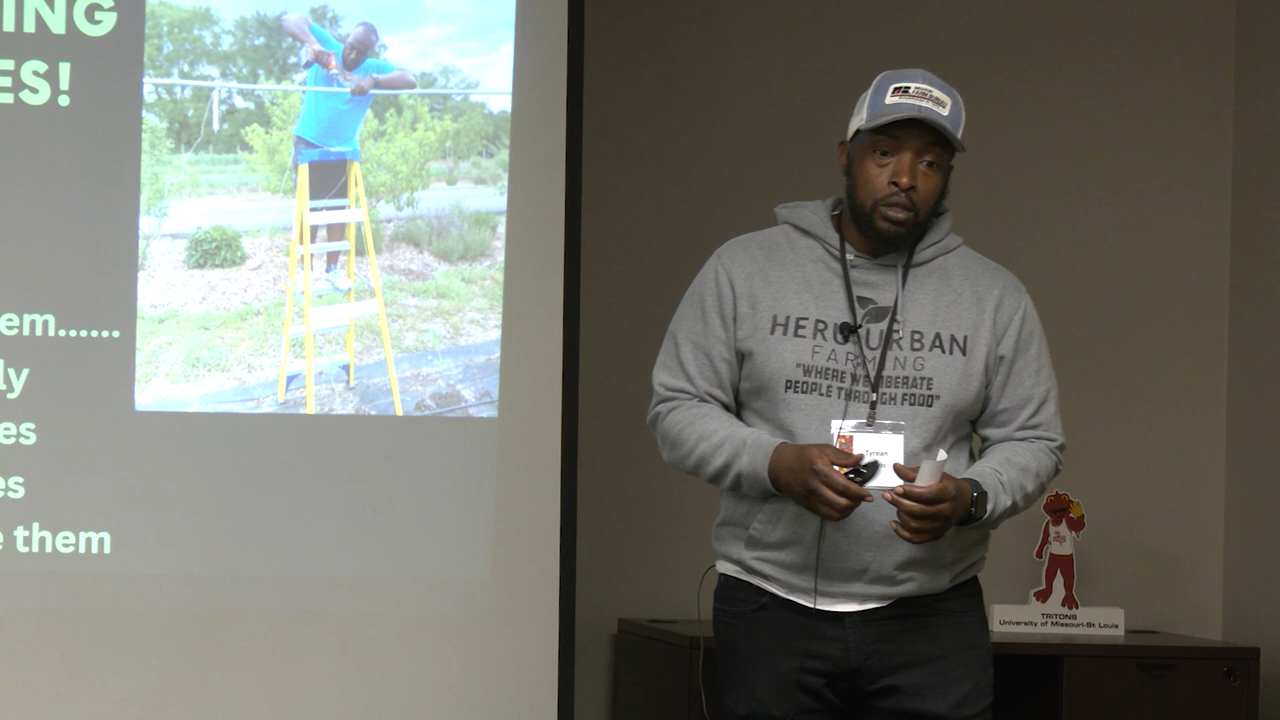 ING
ES!
em......
ly
es
es
e them
HERU URBAN
FARMING
"WHERE WE LIBERATE
PEOPLE THROUGH FOOD"
Tyrean
TRITONS
University of Missouri-St Louis